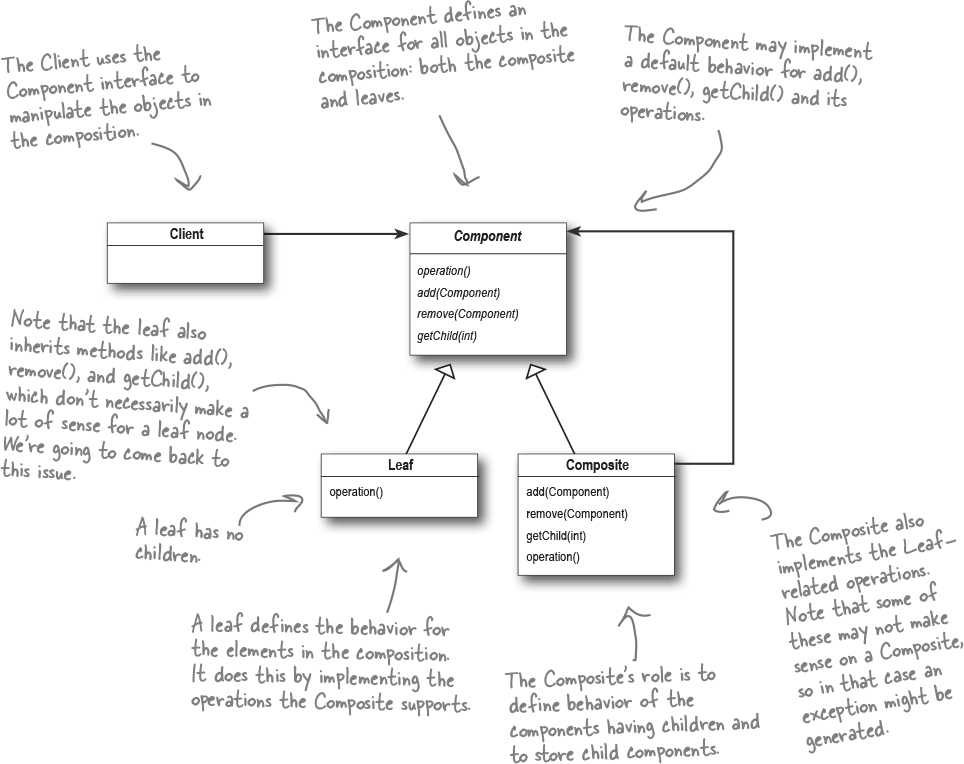 The Client uses the
Component interface to
manipulate the objects in
the composition.
The Component defines an
interface for all objects in the
composition: both the composite
and leaves.
The Component may implement
a default behavior for add(),
remove(), getChild() and its
operations.
Client
Component
operation()
add(Component)
remove(Component)
getChild(int)
Note that the leaf also
inherits methods like add(),
remove(), and getChild(),
which don't necessarily make a
lot of sense for a leaf node.
We're going to come back to
this issue.
Leaf
operation()
Composite
add(Component)
remove(Component)
getChild(int)
operation()
A leaf has no
children.
A leaf defines the behavior for
the elements in the composition.
It does this by implementing the
operations the Composite supports.
The Composite's role is to
define behavior of the
components having children and
to store child components.
The Composite also
implements the Leaf-
related operations.
Note that some of
these may not make
sense on a Composite,
so in that case an
exception might be
generated.